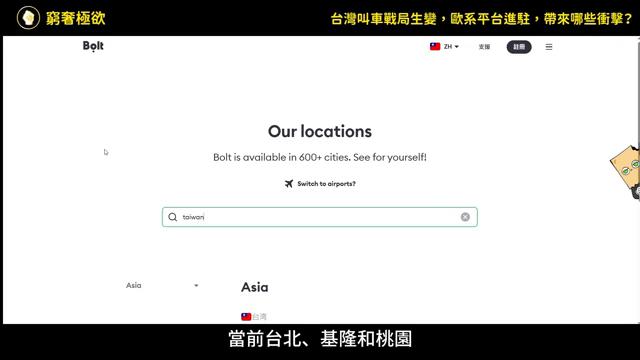 窮奢極欲
台灣叫車戰局生變，歐系平台進駐，帶來哪些衝擊？
Bolt
ZH
支援
註冊
Our locations
Bolt is available in 600+ cities. See for yourself!
Switch to airports?
taiwan
Asia
Asia
台湾
當前台北、基隆和桃園